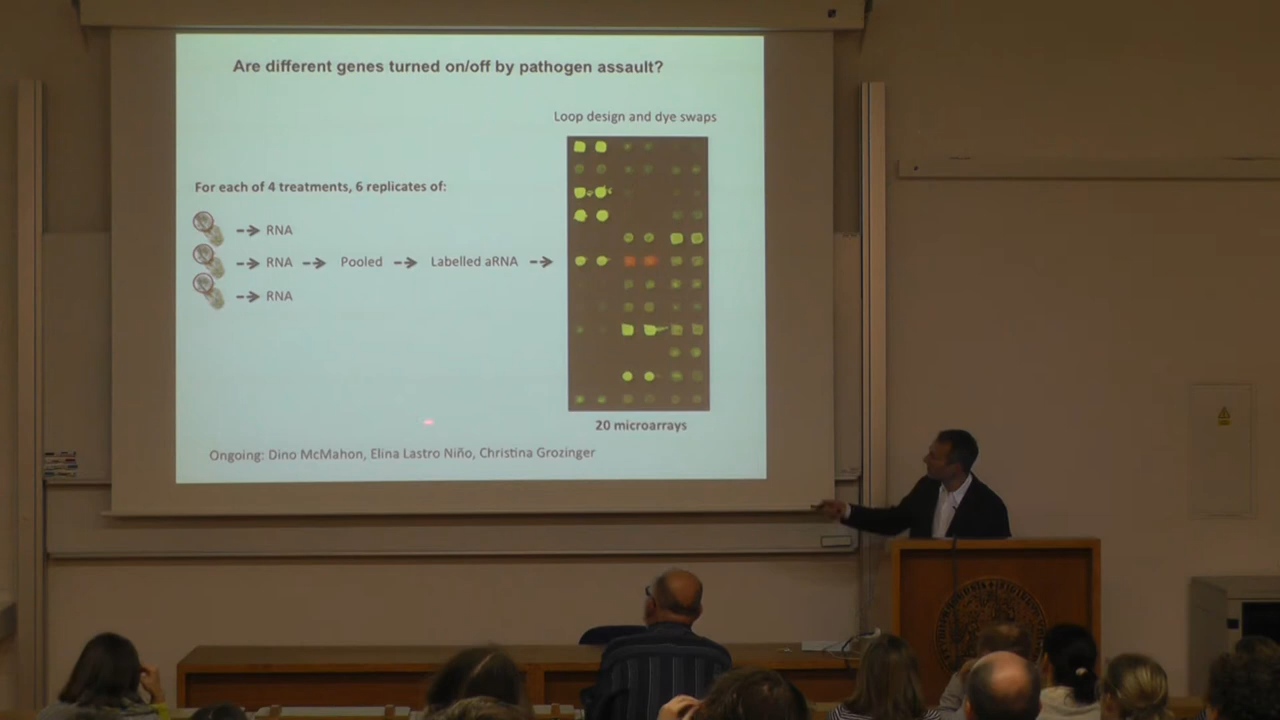 Are different genes turned on/off by pathogen assault?
Loop design and dye swaps
For each of 4 treatments, 6 replicates of:
RNA
RNA Pooled Labelled aRNA
RNA
20 microarrays
Ongoing: Dino McMahon, Elina Lastro Niño, Christina Grozinger